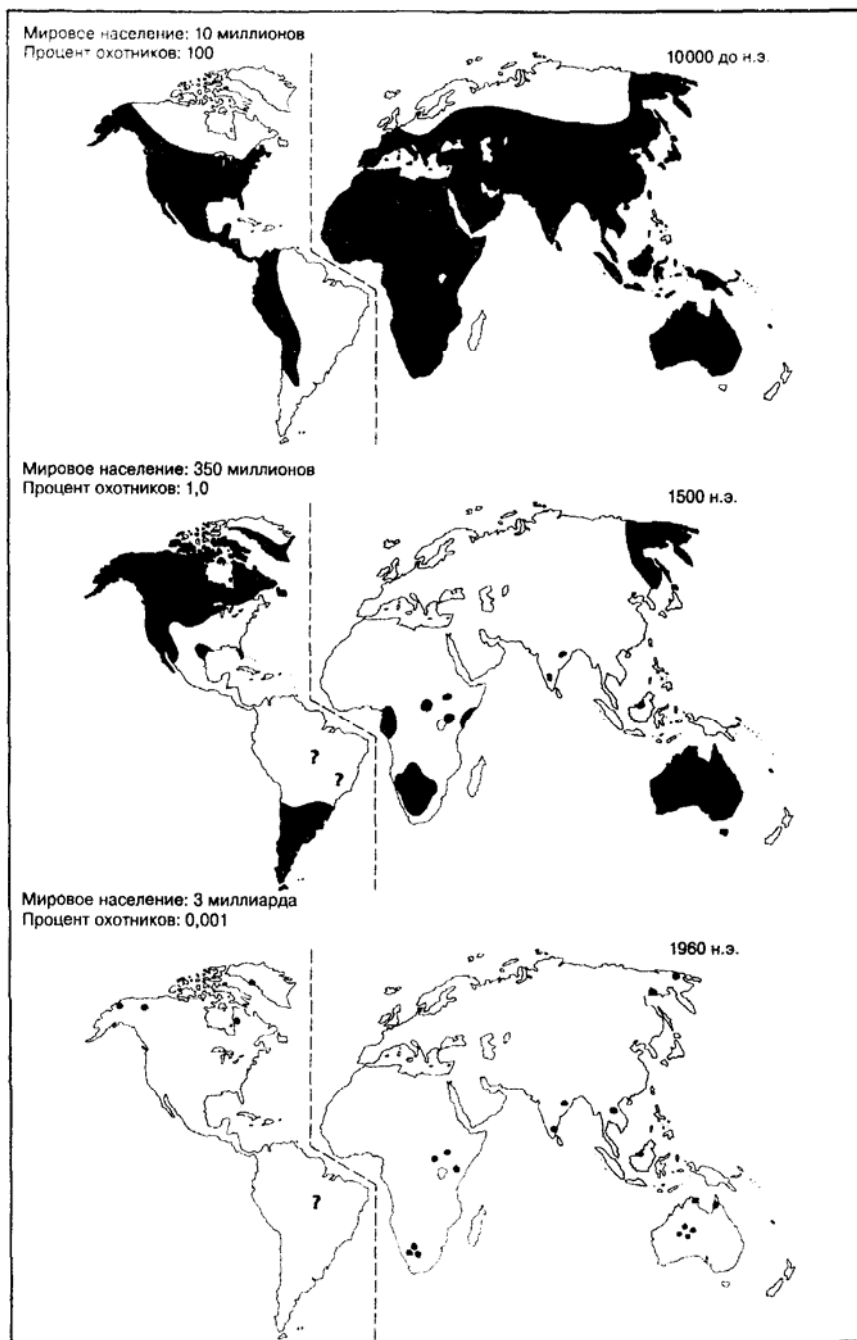 Мировое население: 10 миллионов
Процент охотников: 100
10000 до н.э.
Мировое население: 350 миллионов
Процент охотников: 1,0
1500 н.э.
?
?
Мировое население: 3 миллиарда
Процент охотников: 0,001
1960 н.э.
?